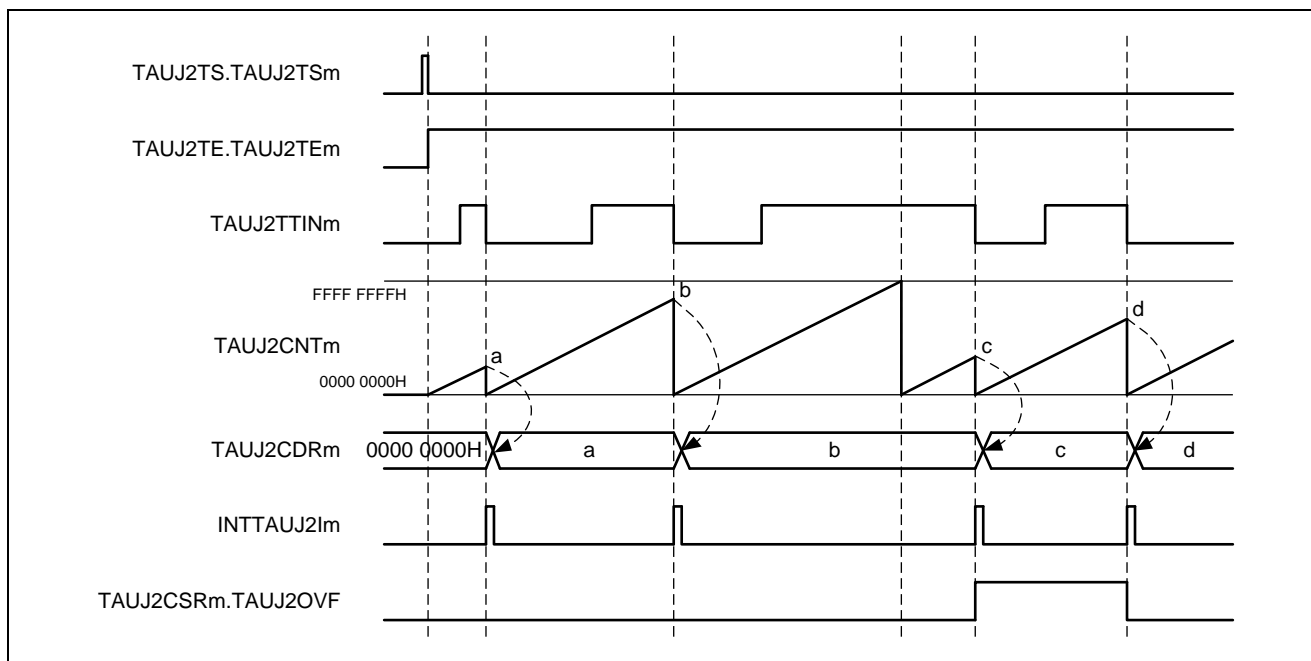 TAUJ2TS.TAUJ2TSm
TAUJ2TE.TAUJ2TEm
TAUJ2TTINm
FFFF FFFFH
b
d
TAUJ2CNTm
a
c
0000 0000H
TAUJ2CDRm
0000 0000H
a
b
c
d
INTTAUJ2Im
TAUJ2CSRm.TAUJ2OVF